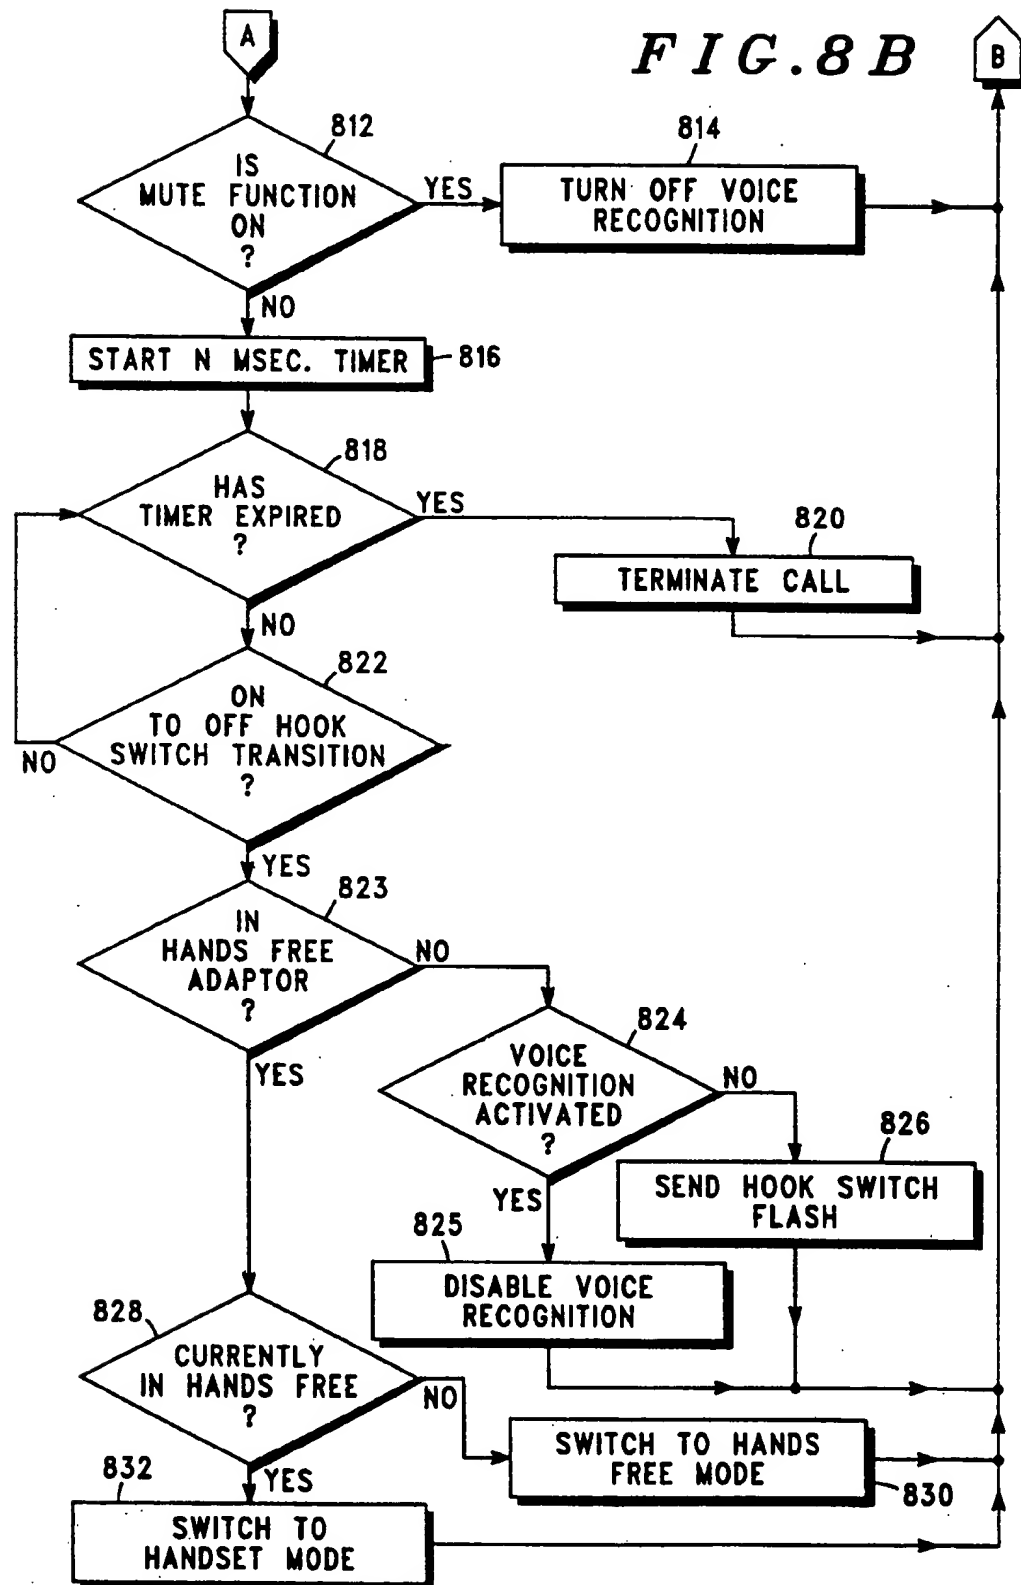 A
FIG.8B
B
812
IS
MUTE FUNCTION
ON
?
YES
814
TURN OFF VOICE
RECOGNITION
NO
START N MSEC. TIMER
816
818
HAS
TIMER EXPIRED
?
YES
820
TERMINATE CALL
NO
822
ON
TO OFF HOOK
SWITCH TRANSITION
?
NO
YES
823
IN
HANDS FREE
ADAPTOR
?
NO
YES
824
VOICE
RECOGNITION
ACTIVATED
?
NO
826
SEND HOOK SWITCH
FLASH
YES
825
DISABLE VOICE
RECOGNITION
828
CURRENTLY
IN HANDS FREE
?
NO
SWITCH TO HANDS
FREE MODE
830
YES
832
SWITCH TO
HANDSET MODE